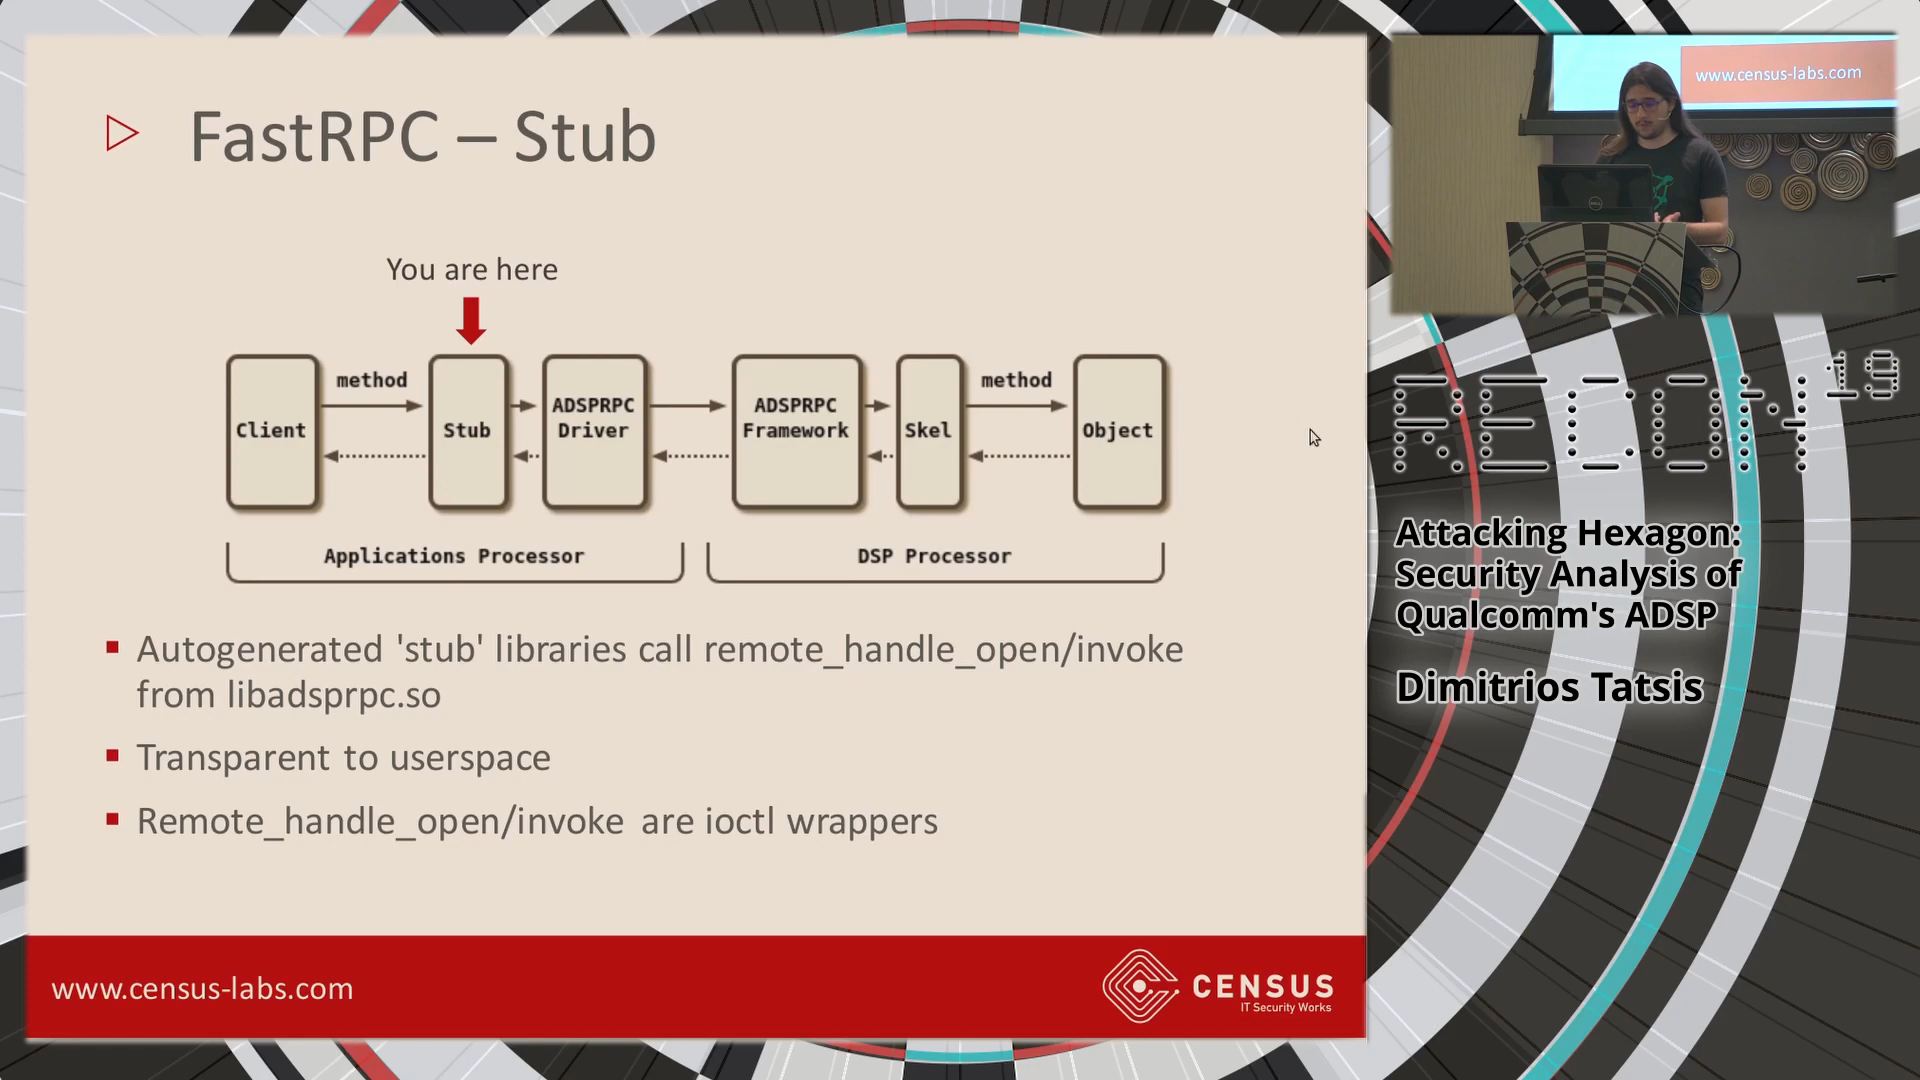 FastRPC – Stub
You are here
Client
method
Stub
ADSPRPC
Driver
ADSPRPC
Framework
Skel
method
Object
Applications Processor
DSP Processor
Autogenerated 'stub' libraries call remote_handle_open/invoke
from libadsprpc.so
Transparent to userspace
Remote_handle_open/invoke are ioctl wrappers
www.census-labs.com
CENSUS
IT Security Works
www.census-labs.com
RECON 19
Attacking Hexagon:
Security Analysis of
Qualcomm's ADSP
Dimitrios Tatsis